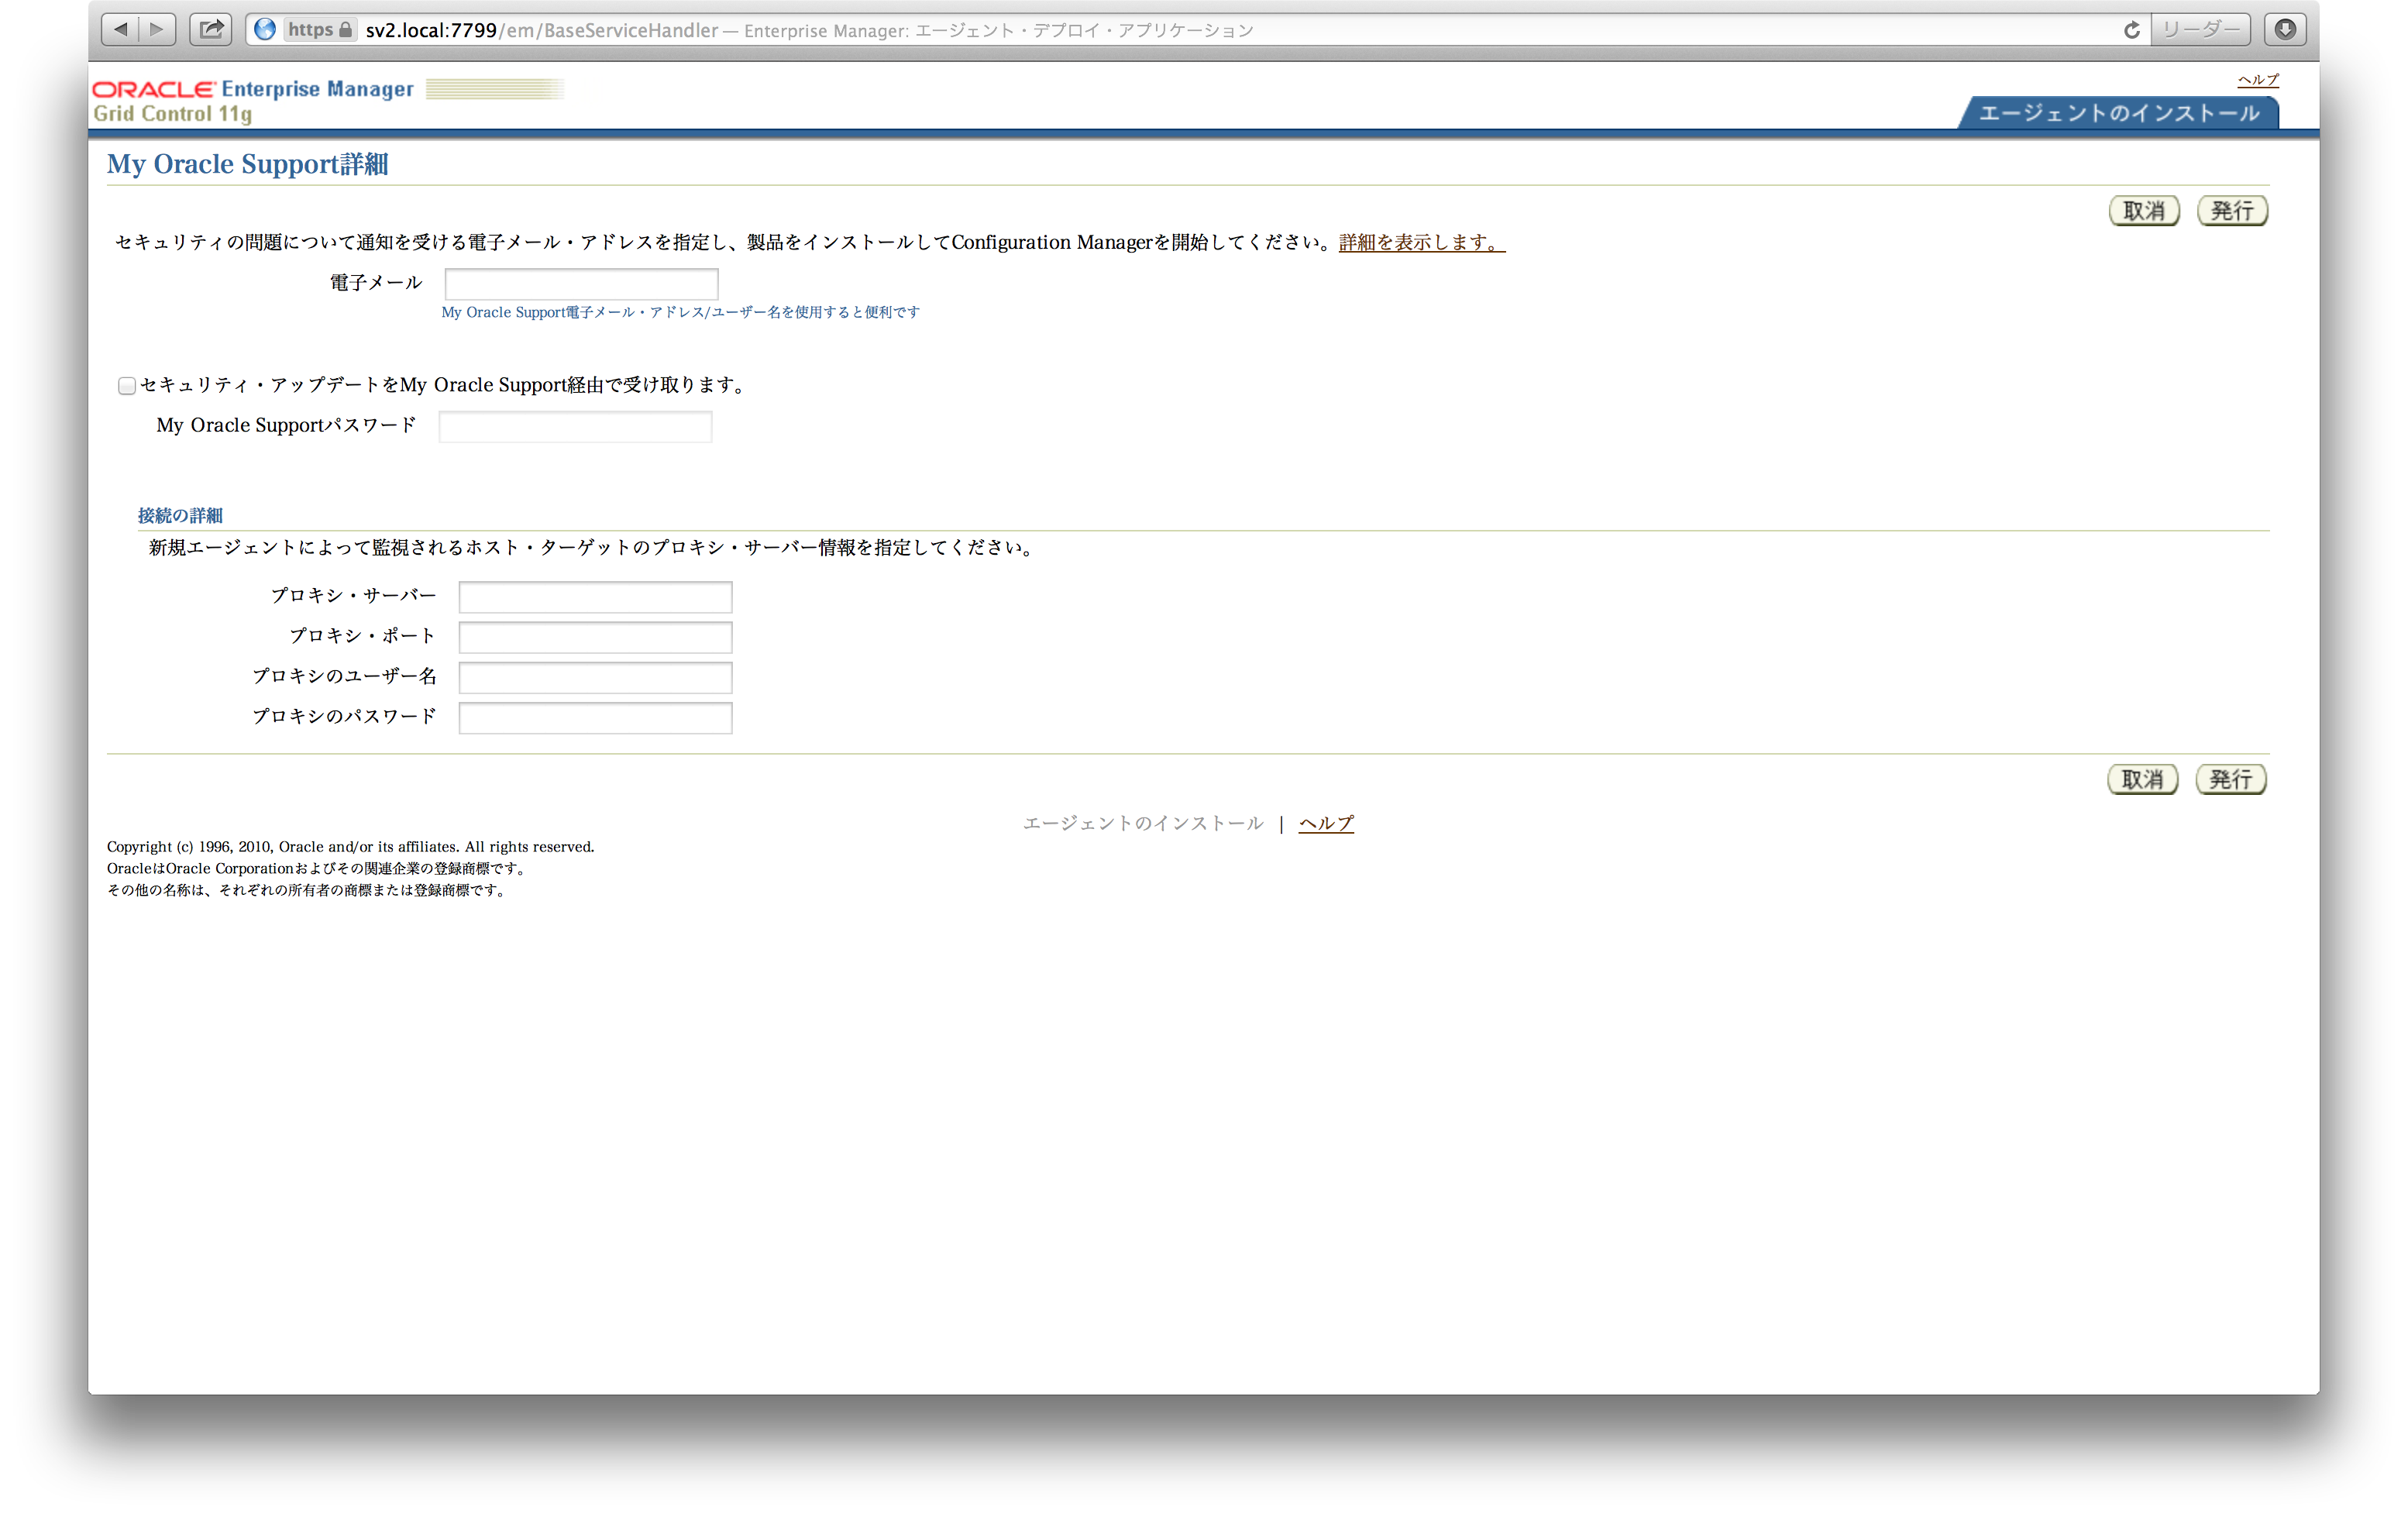 https sv2.local:7799/em/BaseServiceHandler — Enterprise Manager: エージェント・デプロイ・アプリケーション リーダー
ORACLE Enterprise Manager
Grid Control 11g
ヘルプ
エージェントのインストール
My Oracle Support詳細
取消 発行
セキュリティの問題について通知を受ける電子メール・アドレスを指定し、製品をインストールしてConfiguration Managerを開始してください。詳細を表示します。
電子メール
My Oracle Support電子メール・アドレス/ユーザー名を使用すると便利です
セキュリティ・アップデートをMy Oracle Support経由で受け取ります。
My Oracle Supportパスワード
接続の詳細
新規エージェントによって監視されるホスト・ターゲットのプロキシ・サーバー情報を指定してください。
プロキシ・サーバー
プロキシ・ポート
プロキシのユーザー名
プロキシのパスワード
取消 発行
エージェントのインストール | ヘルプ
Copyright (c) 1996, 2010, Oracle and/or its affiliates. All rights reserved.
OracleはOracle Corporationおよびその関連企業の登録商標です。
その他の名称は、それぞれの所有者の商標または登録商標です。